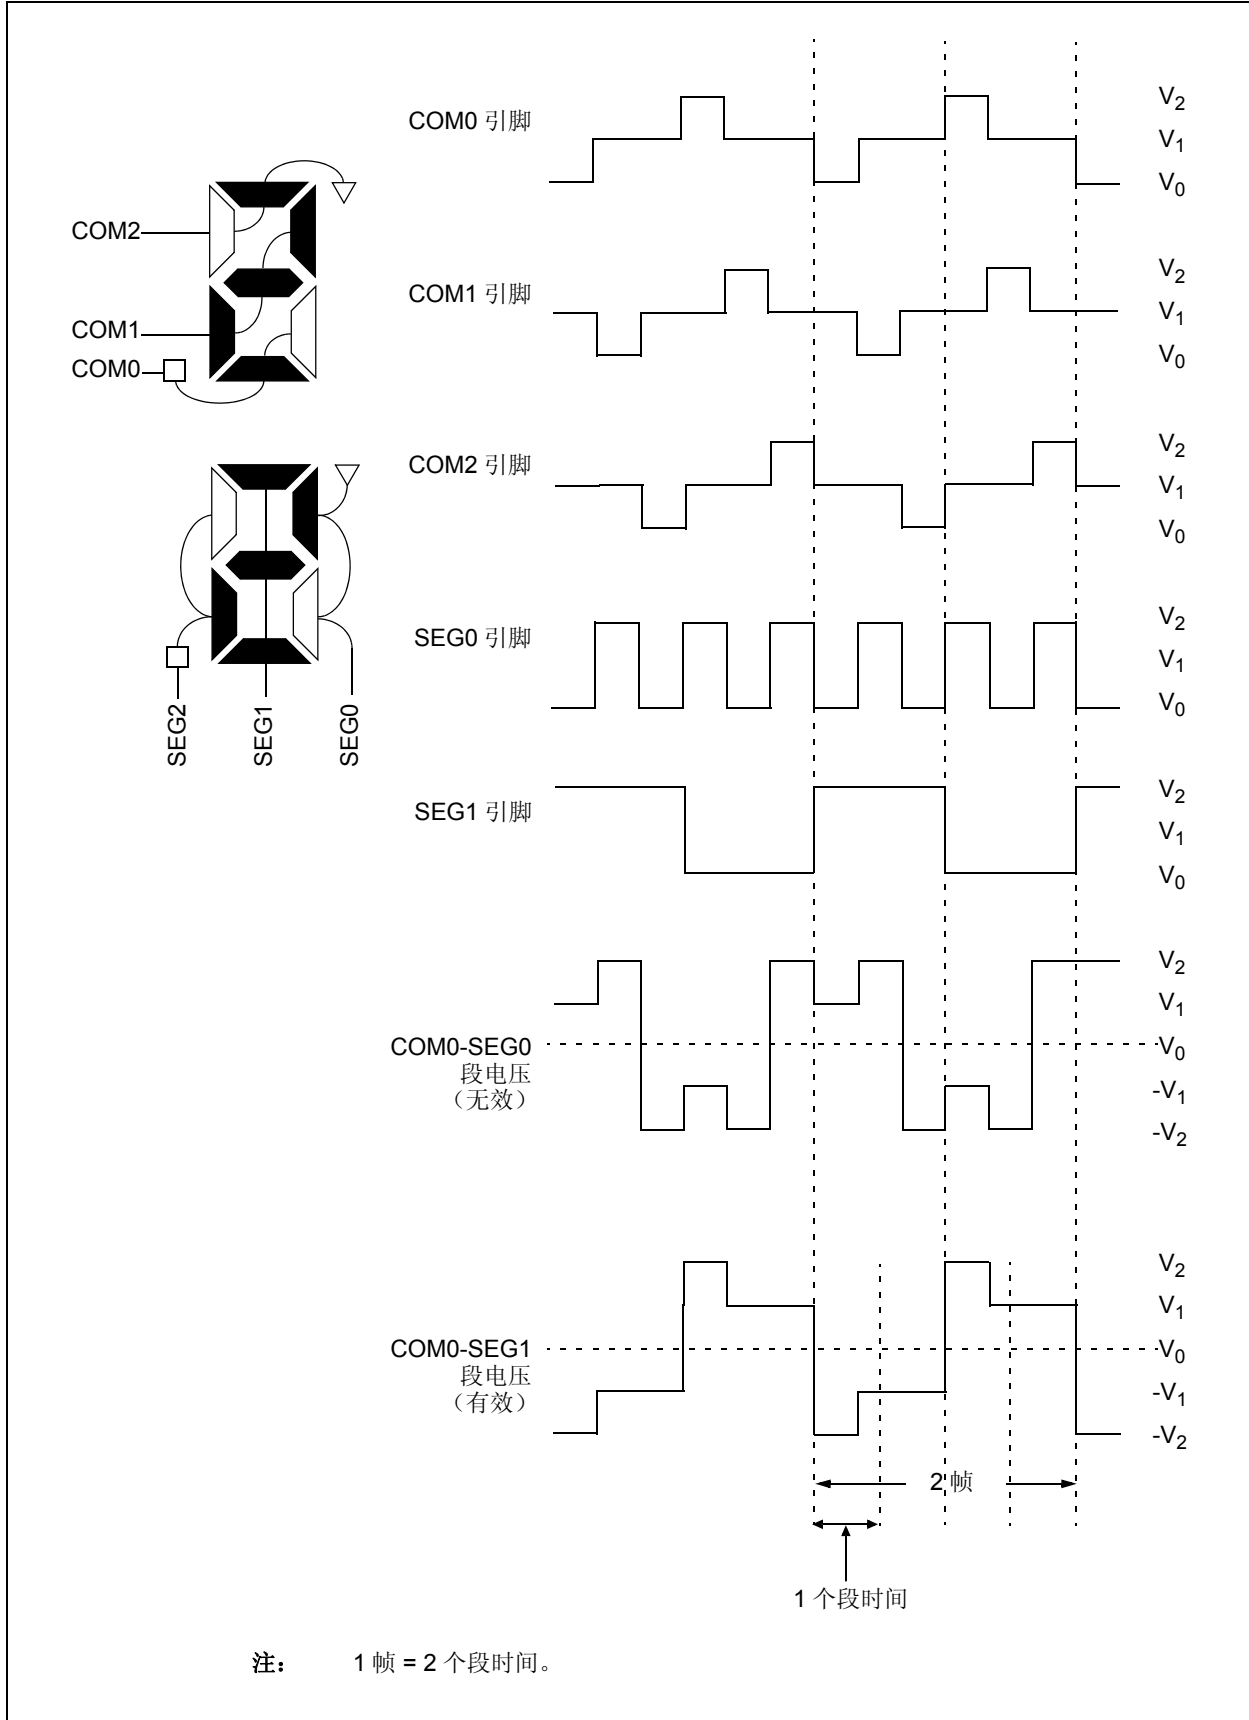 COM0 引脚
V2
V1
V0
COM2
COM1
COM0
COM1 引脚
V2
V1
V0
COM2 引脚
V2
V1
V0
SEG0 引脚
V2
V1
V0
SEG2
SEG1
SEG0
SEG1 引脚
V2
V1
V0
COM0-SEG0
段电压
（无效）
V2
V1
V0
-V1
-V2
COM0-SEG1
段电压
（有效）
V2
V1
V0
-V1
-V2
2 帧
1 个段时间
注： 1 帧 = 2 个段时间。